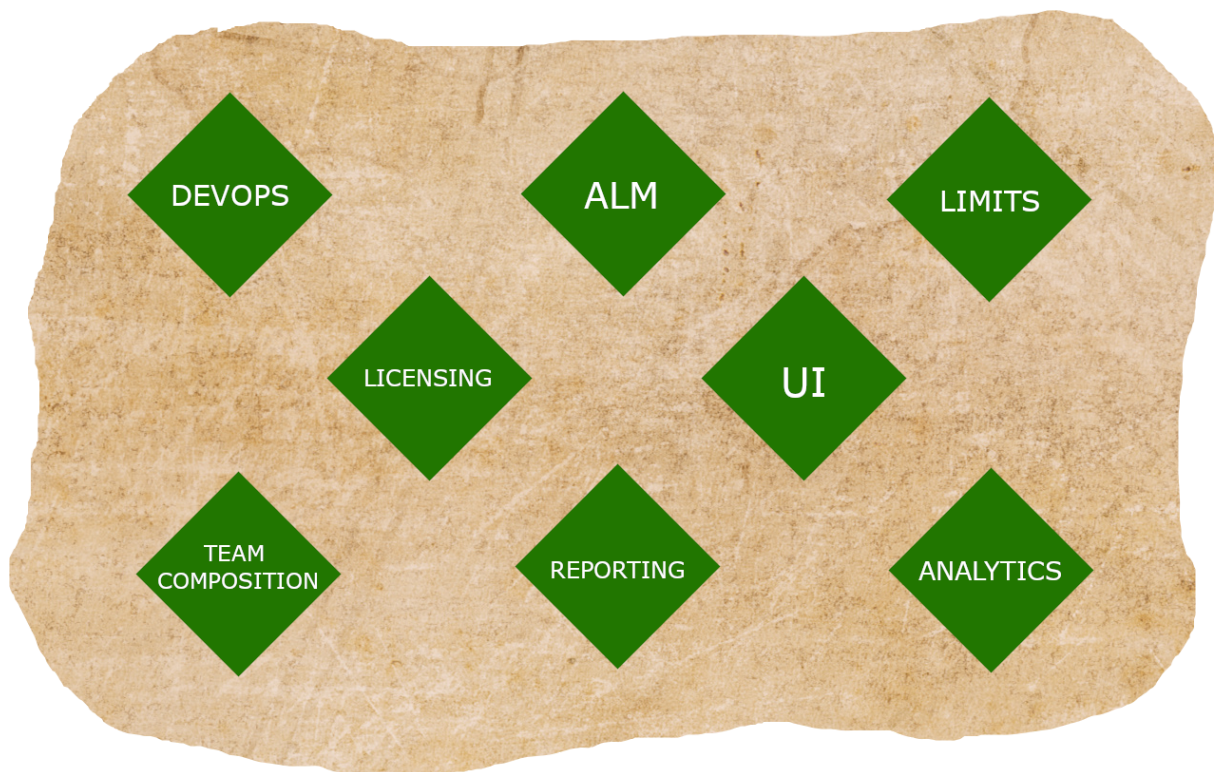 DEVOPS
ALM
LIMITS
LICENSING
UI
TEAM
COMPOSITION
REPORTING
ANALYTICS